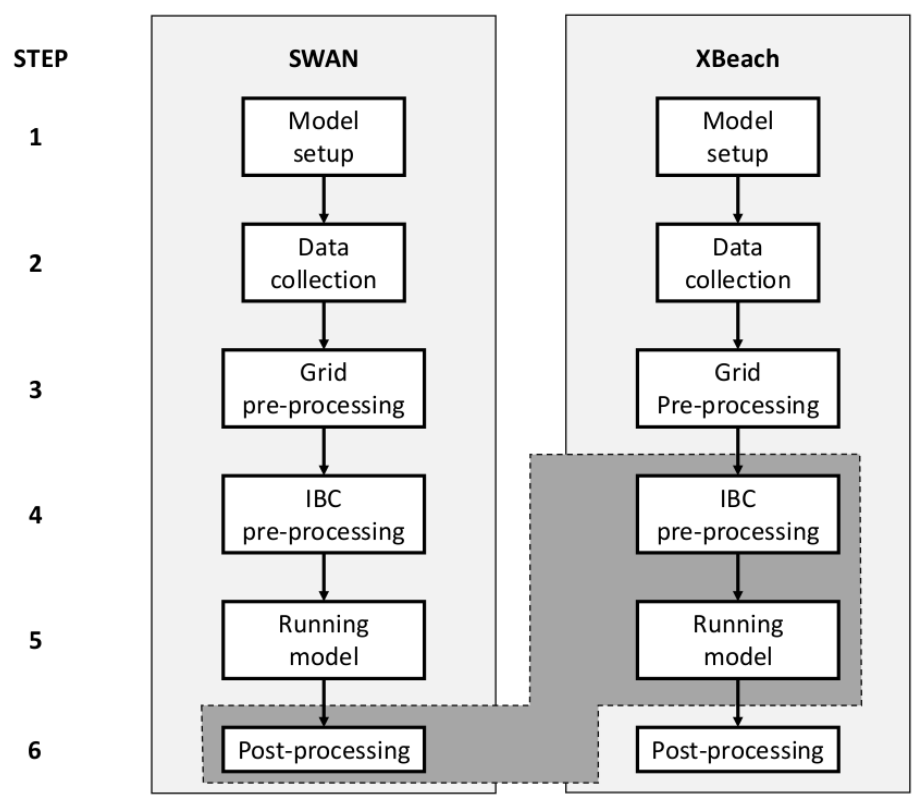 STEP SWAN XBeach
1 Model setup Model setup
2 Data collection Data collection
3 Grid pre-processing Grid Pre-processing
4 IBC pre-processing IBC pre-processing
5 Running model Running model
6 Post-processing Post-processing